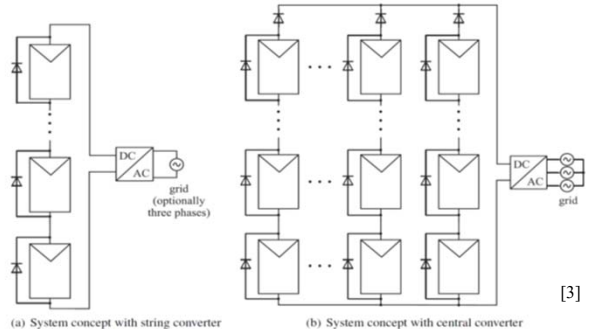 DC
AC
grid
(optionally
three phases)
DC
AC
grid
[3]
(a) System concept with string converter
(b) System concept with central converter